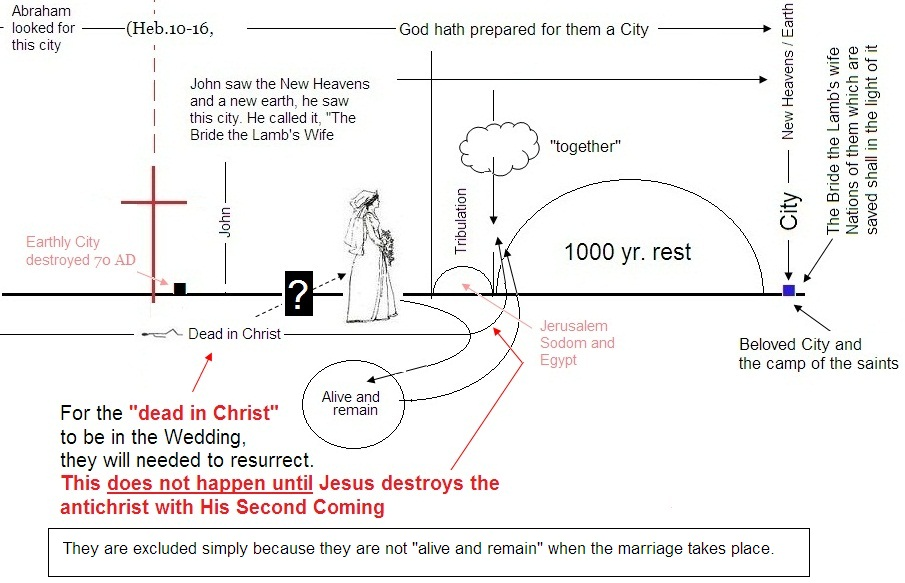 Abraham
looked for
this city
(Heb.10-16,
God hath prepared for them a City
New Heavens / Earth
The Bride the Lamb's wife
Nations of them which are
saved shall in the light of it
John saw the New Heavens
and a new earth, he saw
this city. He called it, "The
Bride the Lamb's Wife
"together"
John
Tribulation
City
Earthly City
destroyed 70 AD
1000 yr. rest
?
Dead in Christ
Jerusalem
Sodom and
Egypt
Beloved City and
the camp of the saints
Alive and
remain
For the "dead in Christ"
to be in the Wedding,
they will needed to resurrect.
This does not happen until Jesus destroys the
antichrist with His Second Coming
They are excluded simply because they are not "alive and remain" when the marriage takes place.